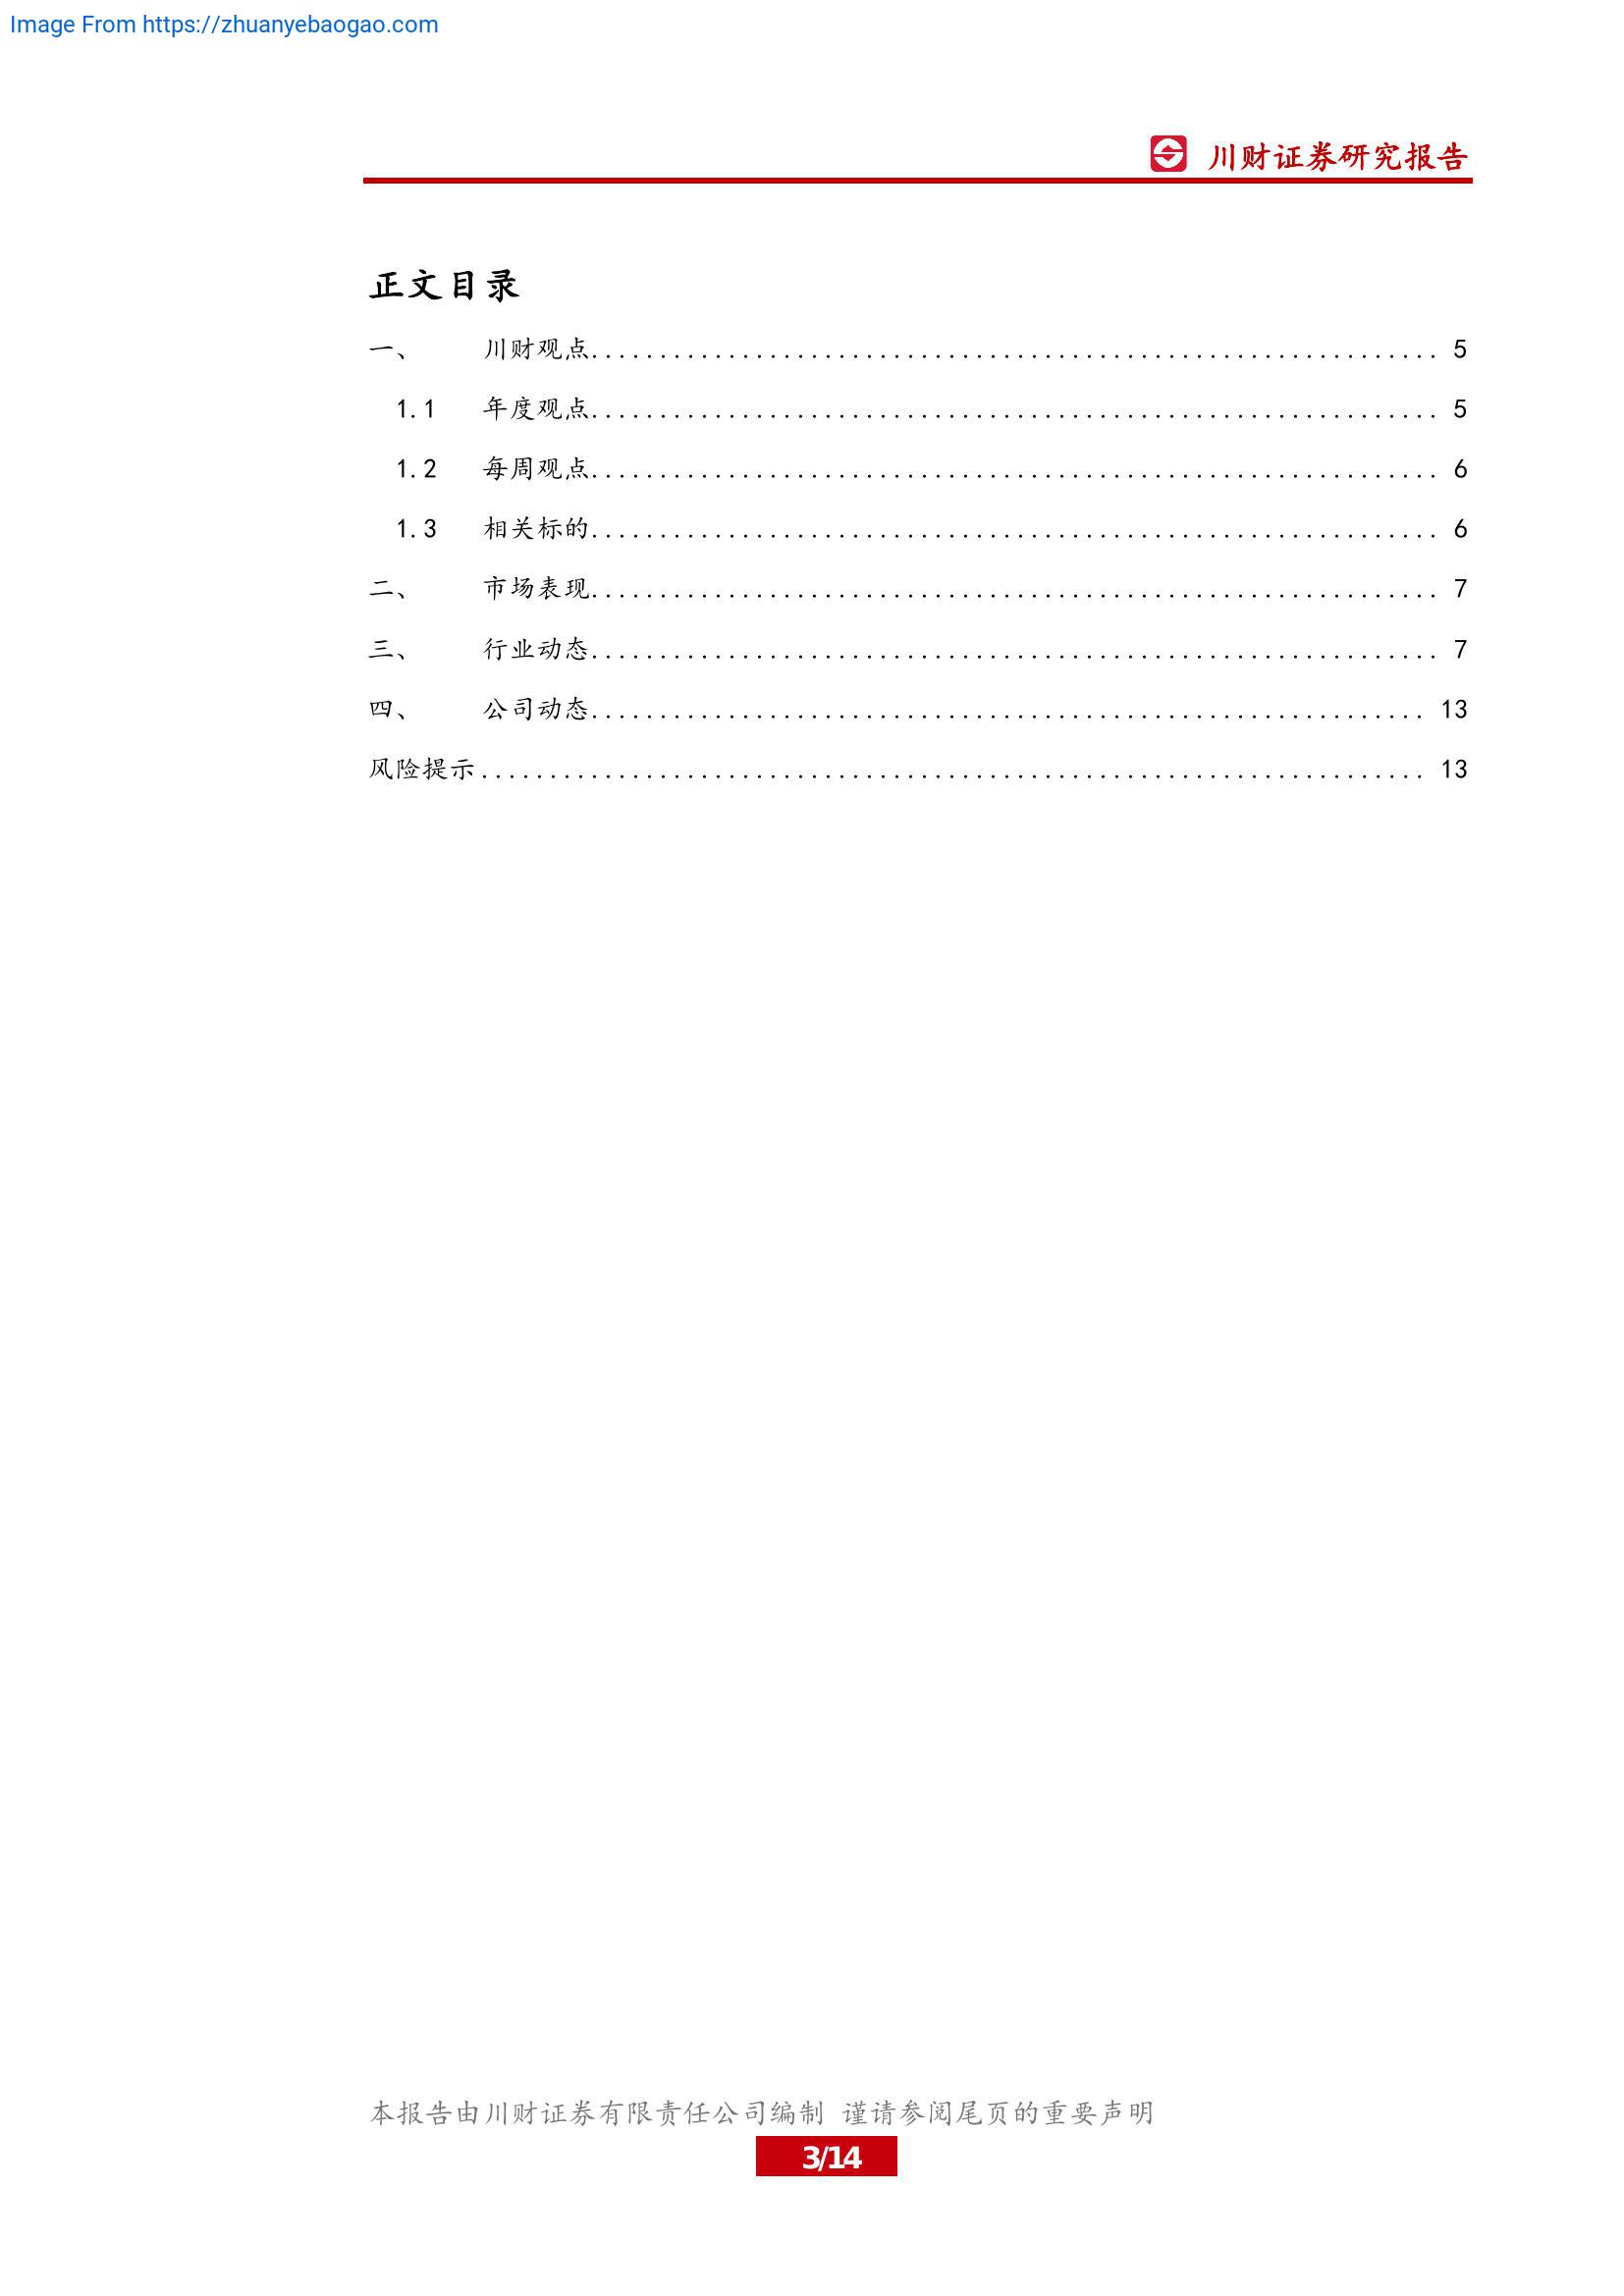 Image From https://zhuanyebaogao.com
川财证券研究报告
正文目录
一、 川财观点.............................................................. 5
1.1 年度观点.............................................................. 5
1.2 每周观点.............................................................. 6
1.3 相关标的.............................................................. 6
二、 市场表现.............................................................. 7
三、 行业动态.............................................................. 7
四、 公司动态............................................................. 13
风险提示..................................................................... 13
本报告由川财证券有限责任公司编制 谨请参阅尾页的重要声明
3/14